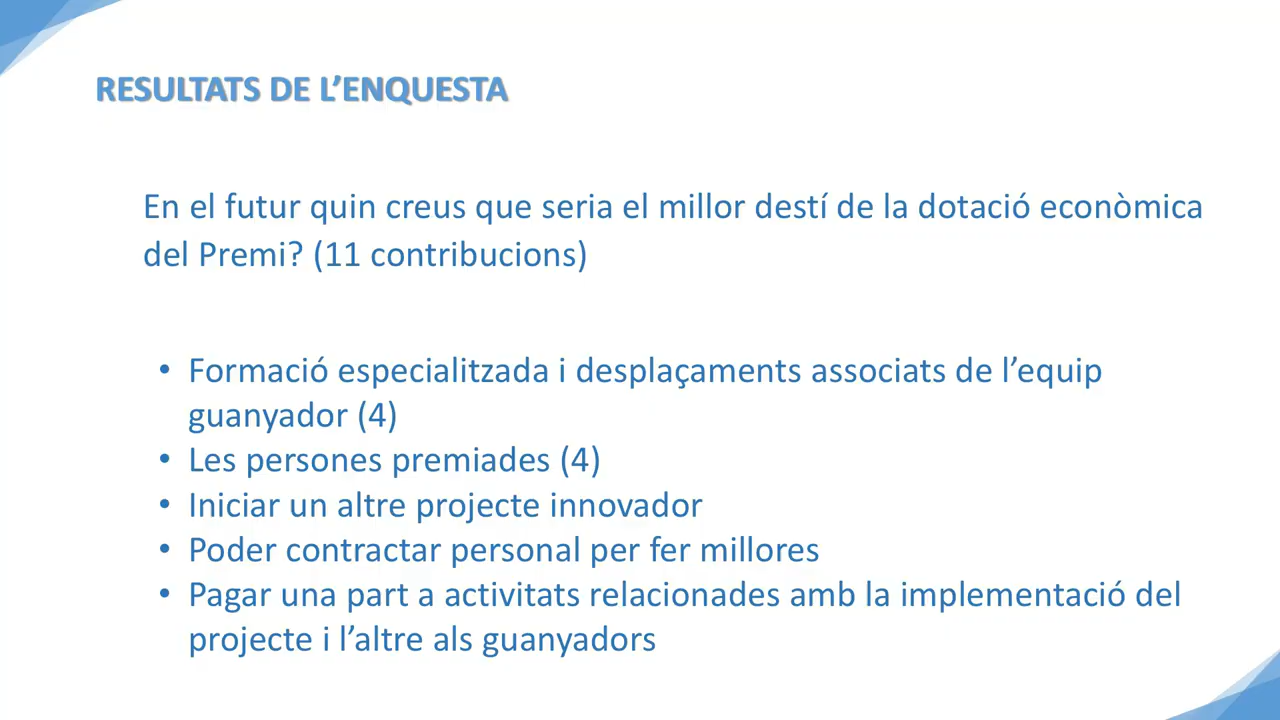 RESULTATS DE L’ENQUESTA
En el futur quin creus que seria el millor destí de la dotació econòmica
del Premi? (11 contribucions)
• Formació especialitzada i desplaçaments associats de l’equip
guanyador (4)
• Les persones premiades (4)
• Iniciar un altre projecte innovador
• Poder contractar personal per fer millores
• Pagar una part a activitats relacionades amb la implementació del
projecte i l’altre als guanyadors